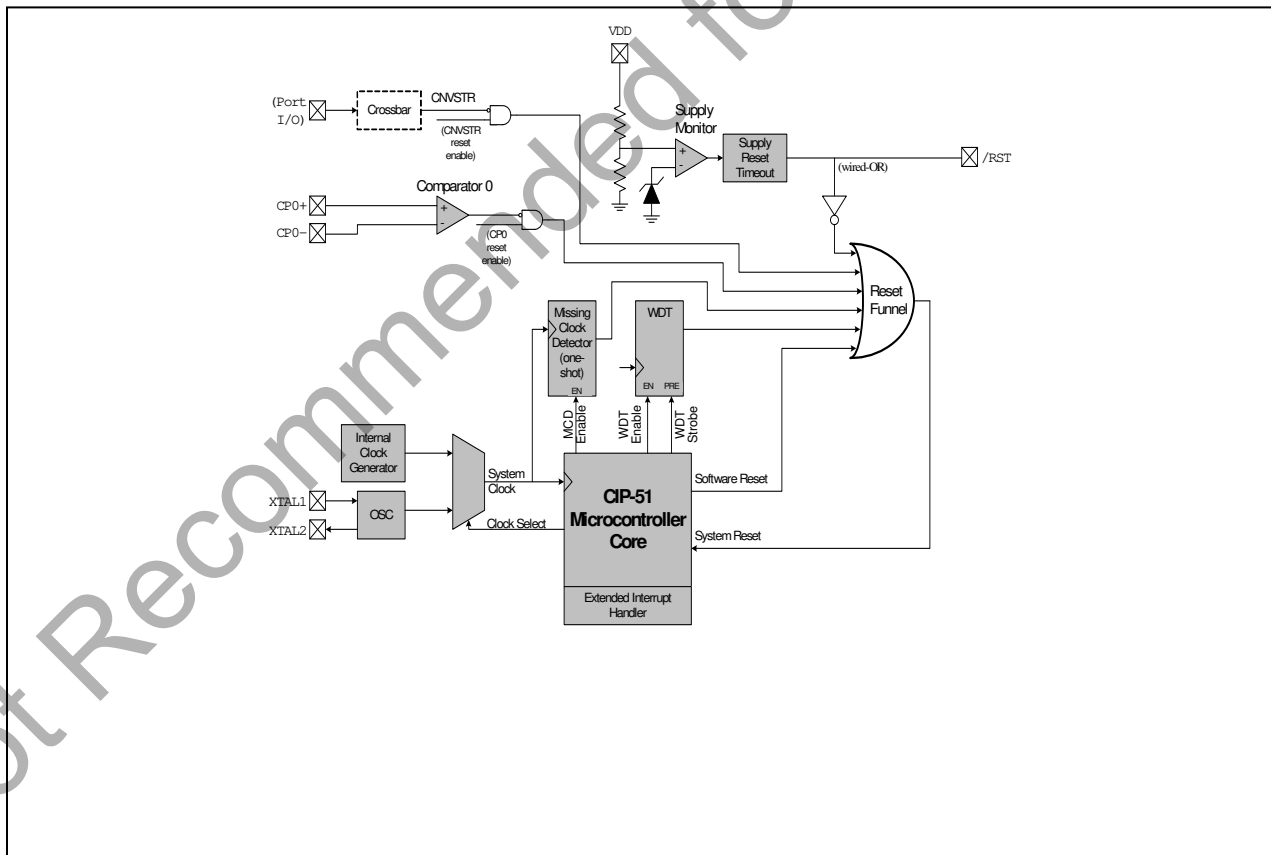 VDD
(Port
I/O)
Crossbar
CNVSTR
(CNVSTR
reset
enable)
Supply
Monitor
Supply
Reset
Timeout
(wired-OR)
/RST
+
-
Comparator 0
CP0+
CP0-
+
-
(CP0
reset
enable)
Reset
Funnel
Missing
Clock
Detector
(one-
shot)
EN
WDT
EN
PRE
MCD
Enable
WDT
Enable
WDT
Strobe
Internal
Clock
Generator
System
Clock
XTAL1
XTAL2
OSC
Clock Select
CIP-51
Microcontroller
Core
Software Reset
System Reset
Extended Interrupt
Handler
Recommended